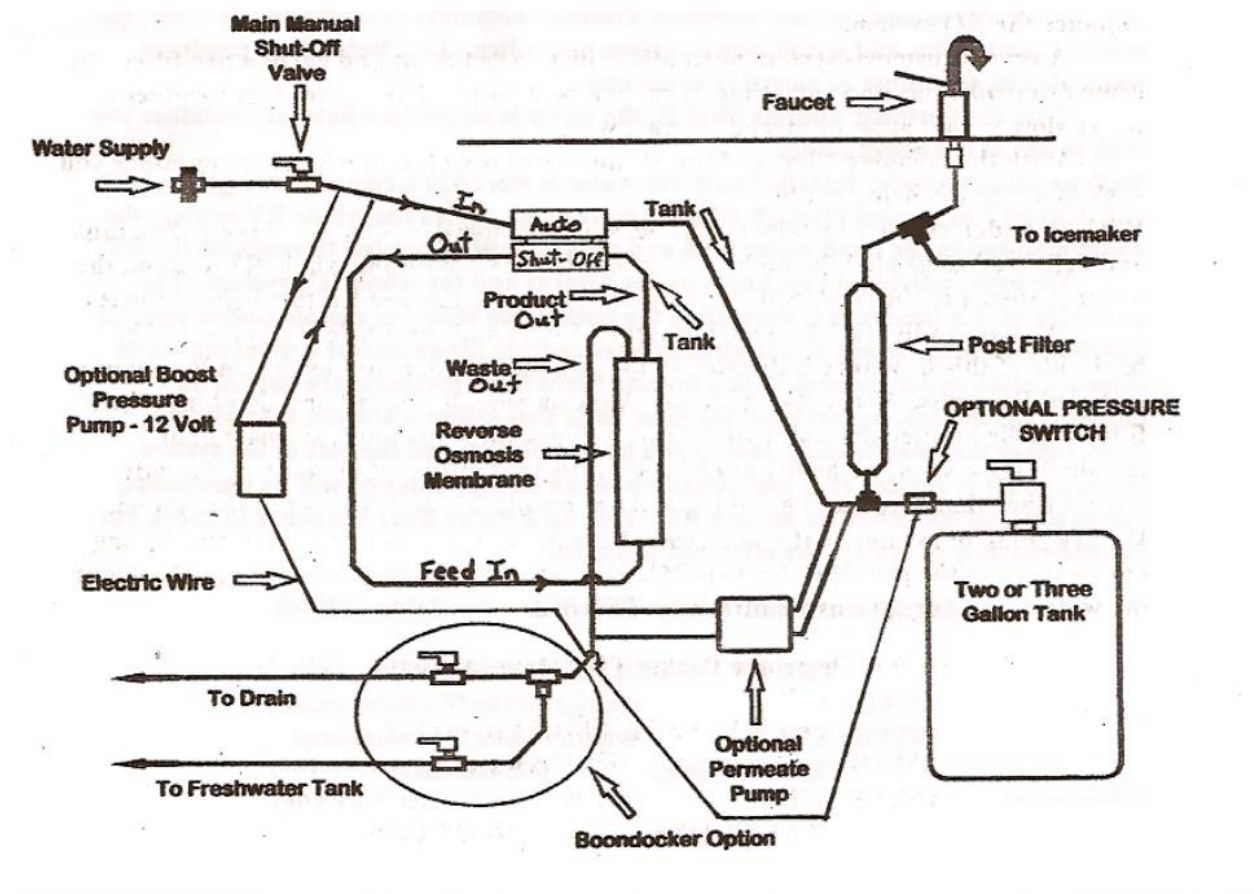 Main Manual
Shut-Off
Valve
Faucet
Water Supply
In
Auto
Tank
Out
Shut-Off
To Icemaker
Product
Out
Tank
Post Filter
Waste
Out
Optional Boost
Pressure
Pump - 12 Volt
OPTIONAL PRESSURE
SWITCH
Reverse
Osmosis
Membrane
Electric Wire
Feed In
Two or Three
Gallon Tank
To Drain
To Freshwater Tank
Optional
Permeate
Pump
Boondocker Option